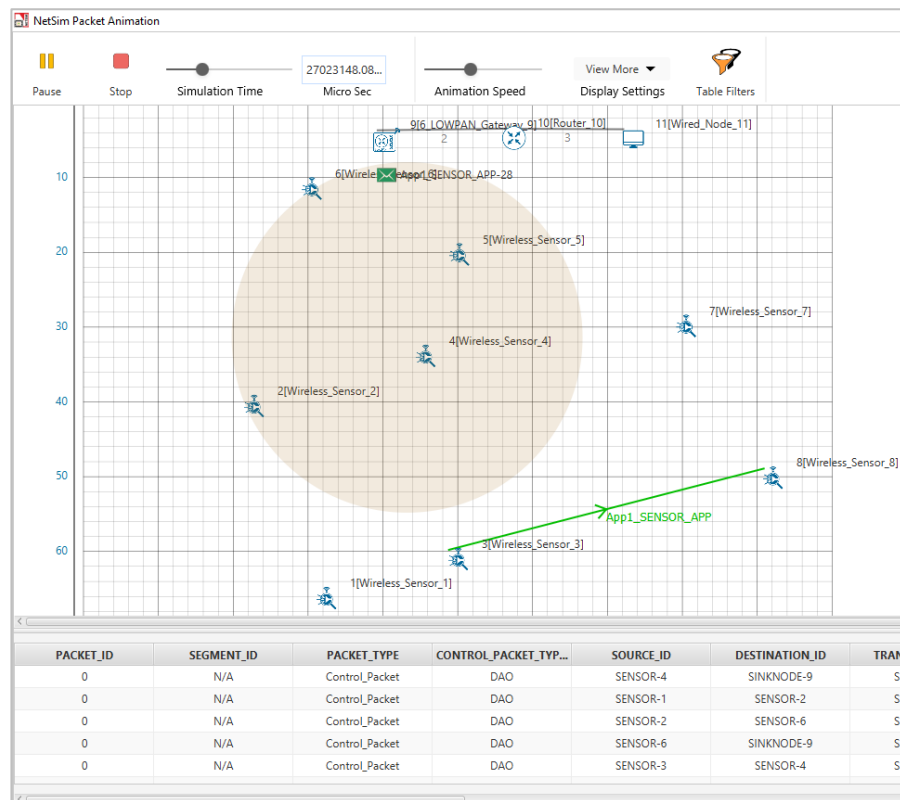 NetSim Packet Animation
27023148.08...
View More
Pause Stop Simulation Time Micro Sec Animation Speed Display Settings Table Filters
9[6_LOWPAN_Gateway_9] 10[Router_10] 11[Wired_Node_11]
2 3
10
6[Wireless_Sensor_6] App1_SENSOR_APP-28
5[Wireless_Sensor_5]
20
7[Wireless_Sensor_7]
30
4[Wireless_Sensor_4]
2[Wireless_Sensor_2]
40
8[Wireless_Sensor_8]
50
App1_SENSOR_APP
3[Wireless_Sensor_3]
60
1[Wireless_Sensor_1]
PACKET_ID SEGMENT_ID PACKET_TYPE CONTROL_PACKET_TYP... SOURCE_ID DESTINATION_ID TRAN
0 N/A Control_Packet DAO SENSOR-4 SINKNODE-9 S
0 N/A Control_Packet DAO SENSOR-1 SENSOR-2 S
0 N/A Control_Packet DAO SENSOR-2 SENSOR-6 S
0 N/A Control_Packet DAO SENSOR-6 SINKNODE-9 S
0 N/A Control_Packet DAO SENSOR-3 SENSOR-4 S